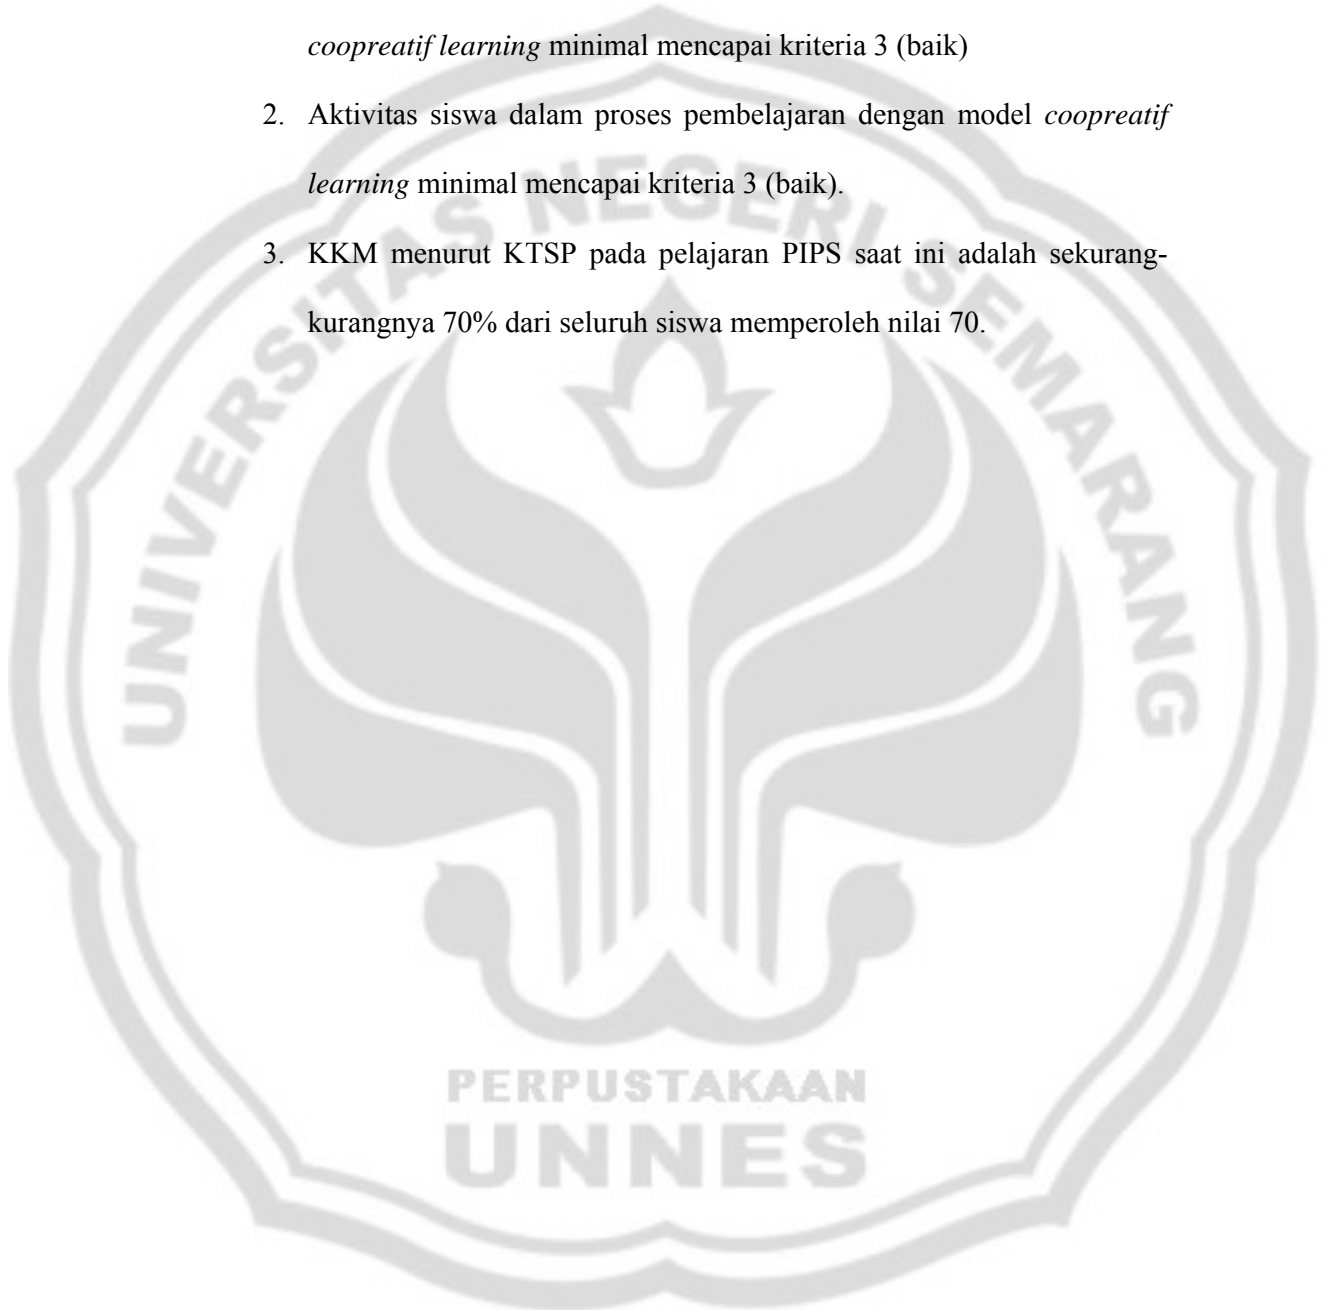 coopreatif learning minimal mencapai kriteria 3 (baik)
2. Aktivitas siswa dalam proses pembelajaran dengan model coopreatif
learning minimal mencapai kriteria 3 (baik).
3. KKM menurut KTSP pada pelajaran PIPS saat ini adalah sekurang-
kurangnya 70% dari seluruh siswa memperoleh nilai 70.
UNIVERSITAS NEGERI SEMARANG
PERPUSTAKAAN
UNNES